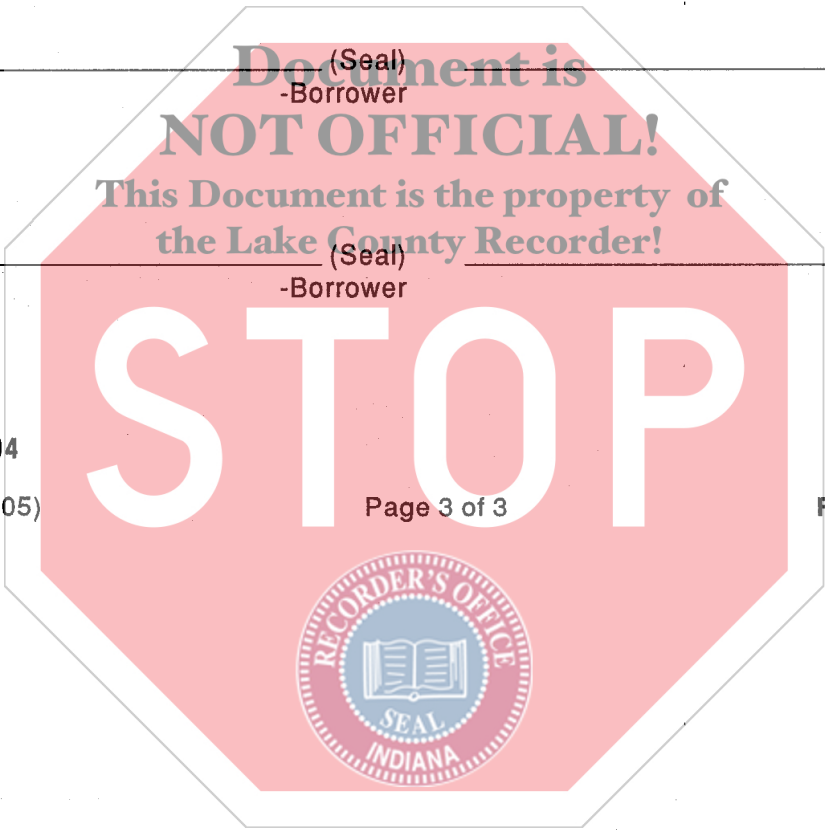 Document is
(Seal)
-Borrower
NOT OFFICIAL!
This Document is the property of
the Lake County Recorder!
(Seal)
-Borrower
STOP
04
05)
Page 3 of 3
RECORDER'S OFFICE
SEAL
INDIANA